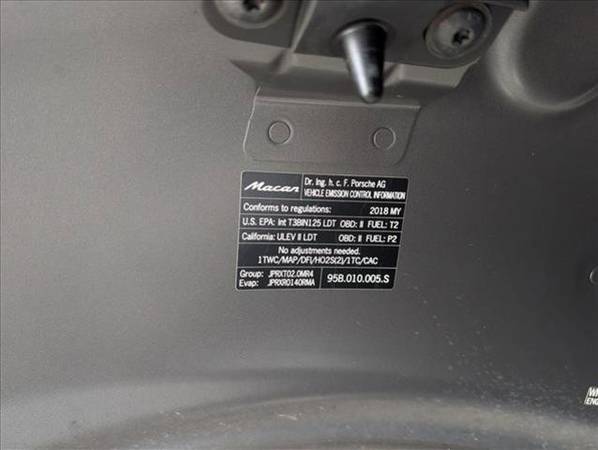 Macan Dr. Ing. h. c. F. Porsche AG
VEHICLE EMISSION CONTROL INFORMATION
Conforms to regulations: 2018 MY
U.S. EPA: Int T3BIN125 LDT OBD: II FUEL: T2
California: ULEV II LDT OBD: II FUEL: P2
No adjustments needed.
1TWC/MAP/DFI/HO2S(2)/1TC/CAC
Group: JPRXT02.0MR4
Evap: JPRXR0140RMA
95B.010.005.S